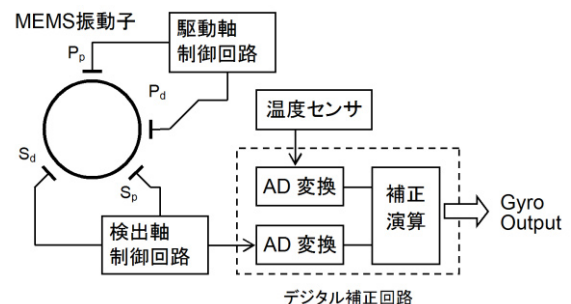 MEMS振動子
駆動軸
制御回路
Pp
Pd
温度センサ
Sd
Sp
AD 変換
補正
演算
Gyro
Output
検出軸
制御回路
AD 変換
デジタル補正回路